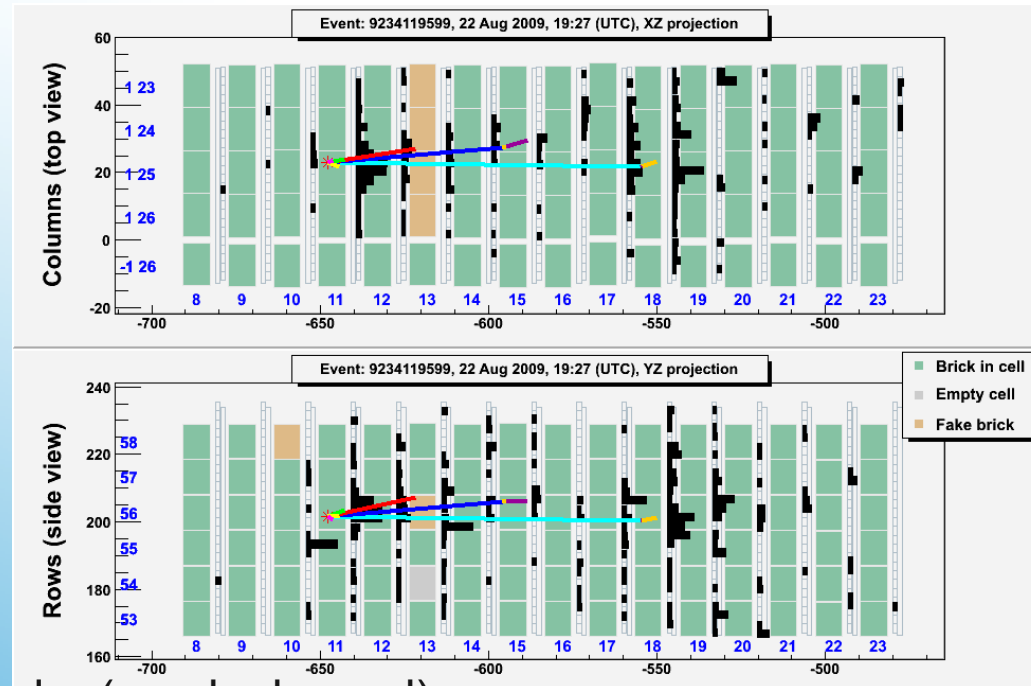 Event: 9234119599, 22 Aug 2009, 19:27 (UTC), XZ projection
Columns (top view)
60
40
20
0
-20
1 23
1 24
1 25
1 26
-1 26
8 9 10 11 12 13 14 15 16 17 18 19 20 21 22 23
-700 -650 -600 -550 -500
Event: 9234119599, 22 Aug 2009, 19:27 (UTC), YZ projection
Brick in cell
Empty cell
Fake brick
Rows (side view)
240
220
200
180
160
58
57
56
55
54
53
8 9 10 11 12 13 14 15 16 17 18 19 20 21 22 23
-700 -650 -600 -550 -500